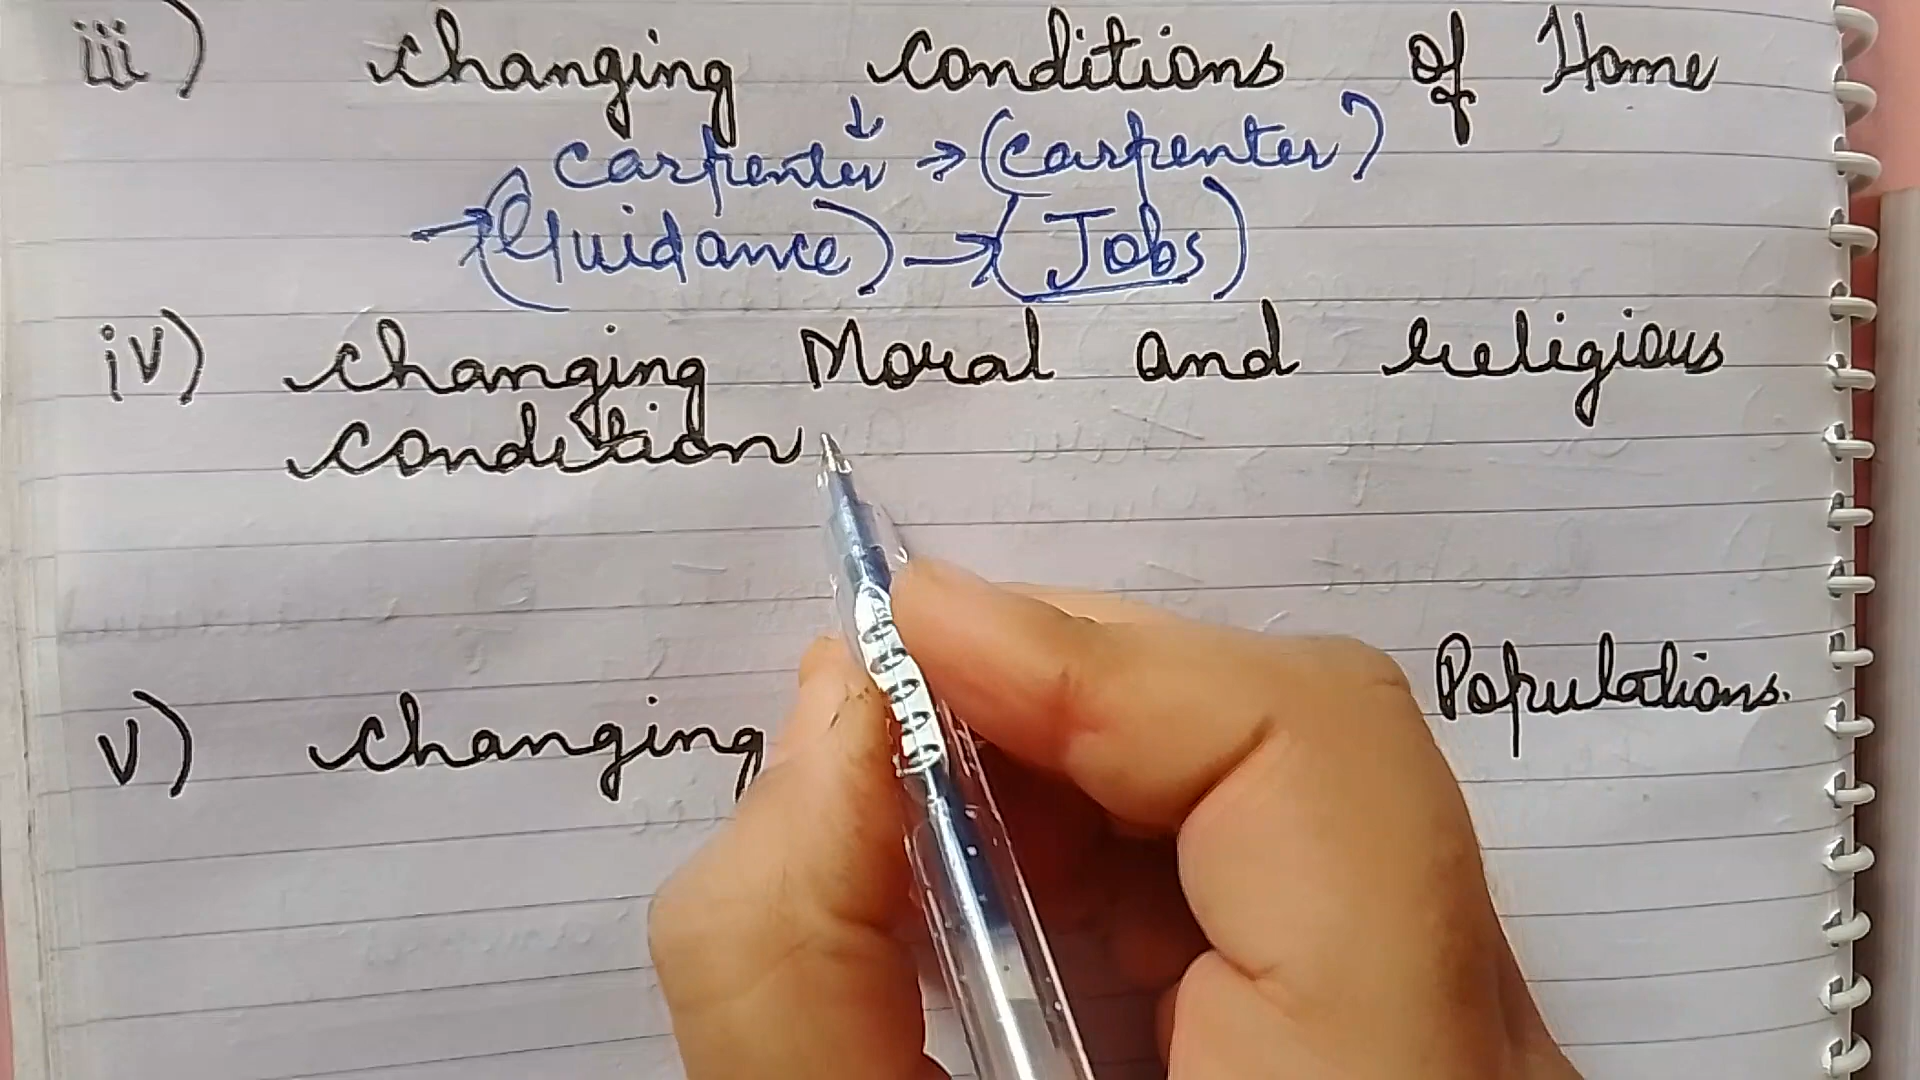 iii) changing conditions of Home
↓
carpenter → (carpenter)
→ (Guidance) → (Jobs)
iv) changing Moral and religious
condition
v) changing Populations.